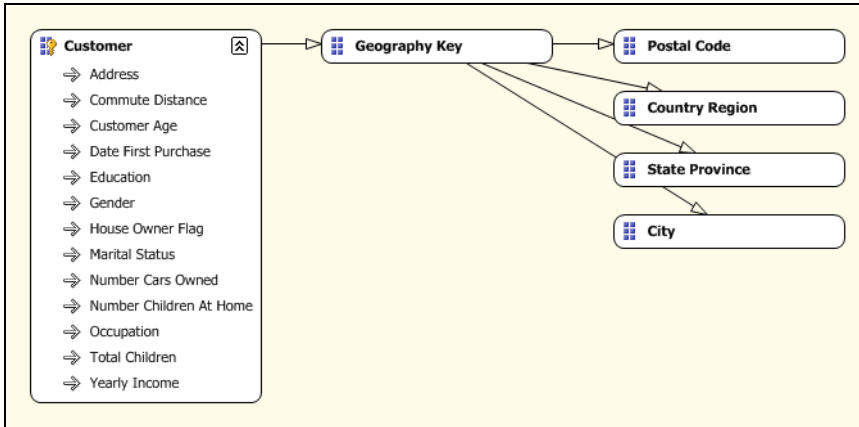 Customer
Address
Commute Distance
Customer Age
Date First Purchase
Education
Gender
House Owner Flag
Marital Status
Number Cars Owned
Number Children At Home
Occupation
Total Children
Yearly Income
Geography Key
Postal Code
Country Region
State Province
City